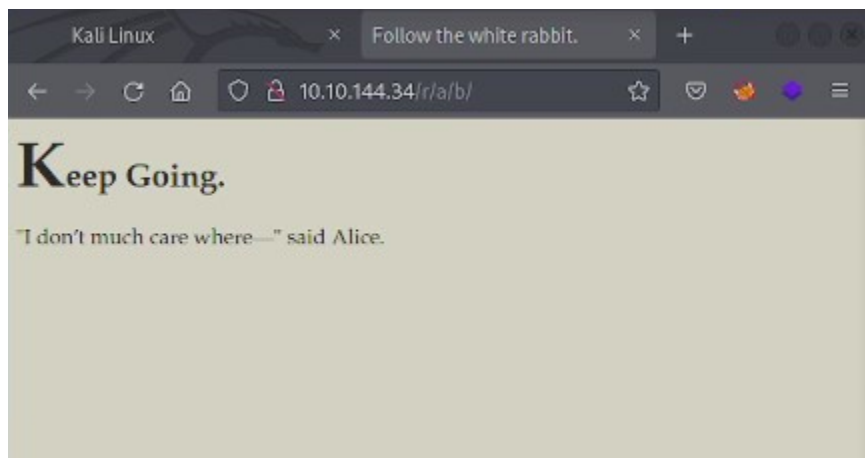 Kali Linux
Follow the white rabbit.
10.10.144.34/r/a/b/
Keep Going.
"I don't much care where—" said Alice.